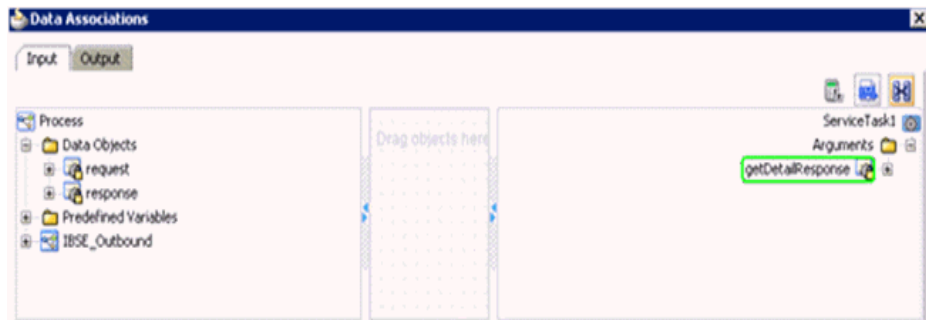 Data Associations
Input Output
Process
Data Objects
request
response
Predefined Variables
IBSE_Outbound
Drag objects here
ServiceTask1
Arguments
getDetailResponse